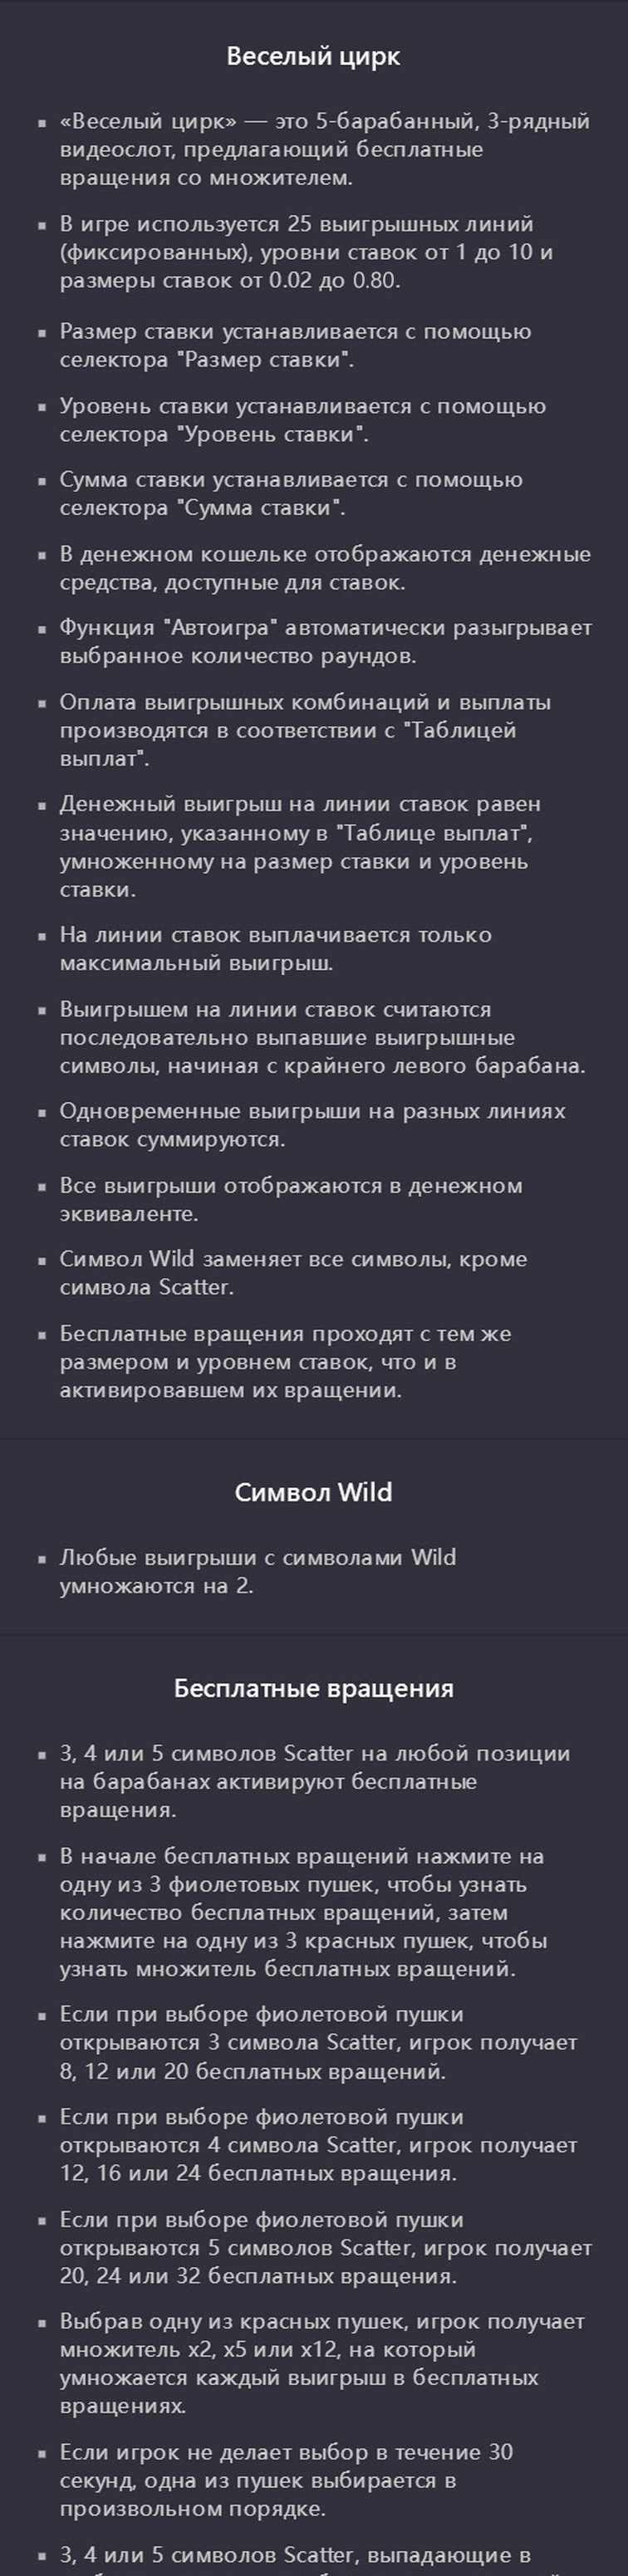 Веселый цирк
▪ «Веселый цирк» — это 5-барабанный, 3-рядный
видеослот, предлагающий бесплатные
вращения со множителем.
▪ В игре используется 25 выигрышных линий
(фиксированных), уровни ставок от 1 до 10 и
размеры ставок от 0.02 до 0.80.
▪ Размер ставки устанавливается с помощью
селектора "Размер ставки".
▪ Уровень ставки устанавливается с помощью
селектора "Уровень ставки".
▪ Сумма ставки устанавливается с помощью
селектора "Сумма ставки".
▪ В денежном кошельке отображаются денежные
средства, доступные для ставок.
▪ Функция "Автоигра" автоматически разыгрывает
выбранное количество раундов.
▪ Оплата выигрышных комбинаций и выплаты
производятся в соответствии с "Таблицей
выплат".
▪ Денежный выигрыш на линии ставок равен
значению, указанному в "Таблице выплат",
умноженному на размер ставки и уровень
ставки.
▪ На линии ставок выплачивается только
максимальный выигрыш.
▪ Выигрышем на линии ставок считаются
последовательно выпавшие выигрышные
символы, начиная с крайнего левого барабана.
▪ Одновременные выигрыши на разных линиях
ставок суммируются.
▪ Все выигрыши отображаются в денежном
эквиваленте.
▪ Символ Wild заменяет все символы, кроме
символа Scatter.
▪ Бесплатные вращения проходят с тем же
размером и уровнем ставок, что и в
активировавшем их вращении.
Символ Wild
▪ Любые выигрыши с символами Wild
умножаются на 2.
Бесплатные вращения
▪ 3, 4 или 5 символов Scatter на любой позиции
на барабанах активируют бесплатные
вращения.
▪ В начале бесплатных вращений нажмите на
одну из 3 фиолетовых пушек, чтобы узнать
количество бесплатных вращений, затем
нажмите на одну из 3 красных пушек, чтобы
узнать множитель бесплатных вращений.
▪ Если при выборе фиолетовой пушки
открываются 3 символа Scatter, игрок получает
8, 12 или 20 бесплатных вращений.
▪ Если при выборе фиолетовой пушки
открываются 4 символа Scatter, игрок получает
12, 16 или 24 бесплатных вращения.
▪ Если при выборе фиолетовой пушки
открываются 5 символов Scatter, игрок получает
20, 24 или 32 бесплатных вращения.
▪ Выбрав одну из красных пушек, игрок получает
множитель x2, x5 или x12, на который
умножается каждый выигрыш в бесплатных
вращениях.
▪ Если игрок не делает выбор в течение 30
секунд, одна из пушек выбирается в
произвольном порядке.
▪ 3, 4 или 5 символов Scatter, выпадающие в